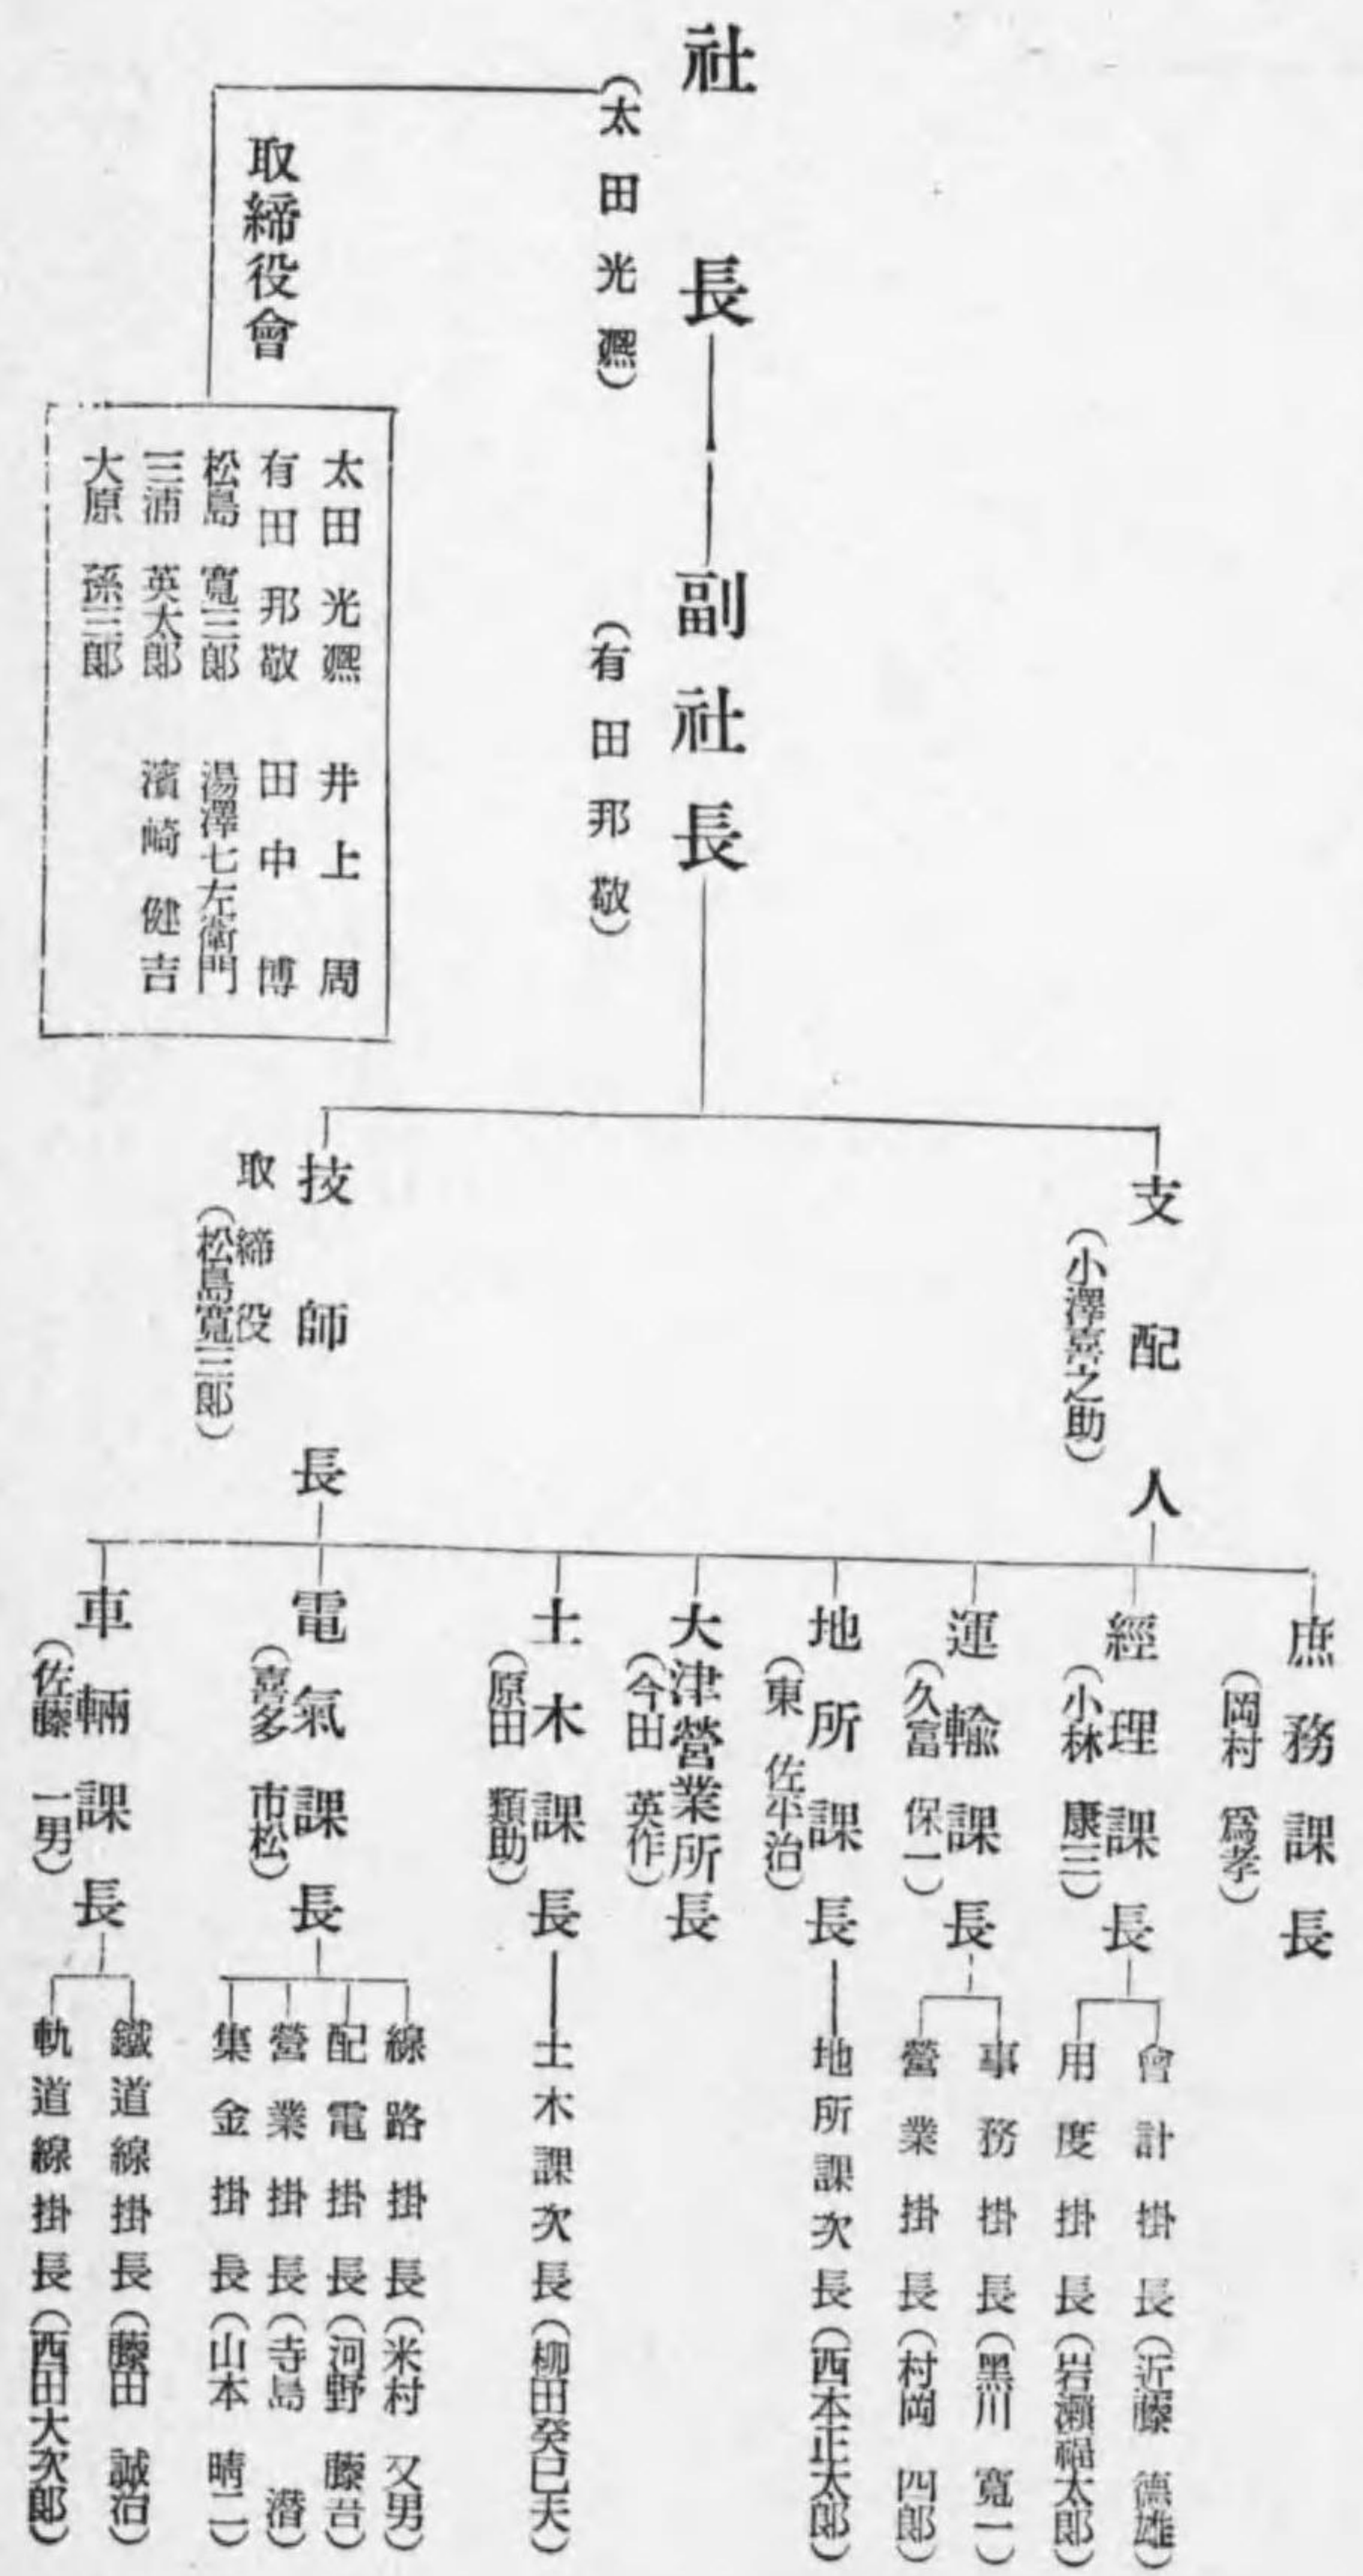 社長
(太田光凞)
副社長
(有田邦敬)
取締役會
太田光凞 井上周
有田邦敬 田中博
松島寬三郎 湯澤七左衛門
三浦英太郎 濱崎健吉
大原孫三郎
支配人
(小澤喜之助)
技師長
取締役
(松島寬三郎)
庶務課長
(岡村爲孝)
經理課長
(小林康三)
運輸課長
(久富保一)
地所課長
(東佐平治)
大津營業所長
(今田英作)
土木課長
(原田類助)
電氣課長
(喜多市松)
車輛課長
(佐藤一男)
會計掛長(近藤德雄)
用度掛長(岩瀨福太郎)
事務掛長(黑川寬一)
營業掛長(村岡四郎)
地所課次長(西本正太郎)
土木課次長(柳田癸巳夫)
線路掛長(米村又男)
配電掛長(河野藤吾)
營業掛長(寺島潛)
集金掛長(山本晴二)
鐵道線掛長(藤田誠治)
軌道線掛長(西田大次郎)